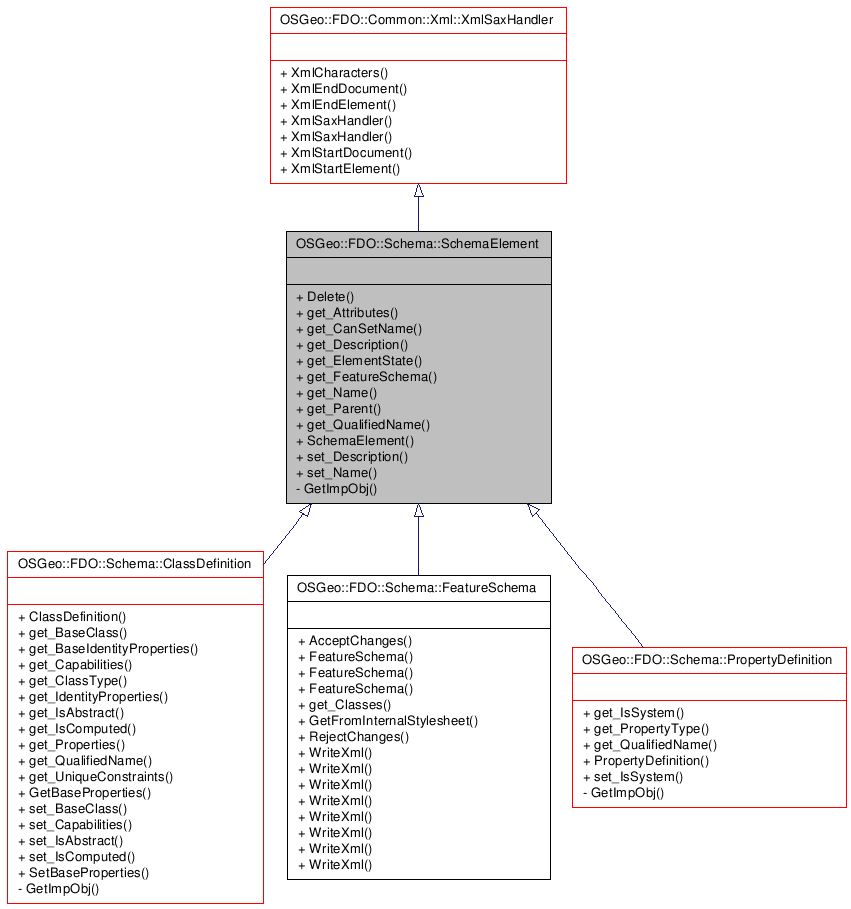 OSGeo::FDO::Common::Xml::XmlSaxHandler
+ XmlCharacters()
+ XmlEndDocument()
+ XmlEndElement()
+ XmlSaxHandler()
+ XmlSaxHandler()
+ XmlStartDocument()
+ XmlStartElement()
OSGeo::FDO::Schema::SchemaElement
+ Delete()
+ get_Attributes()
+ get_CanSetName()
+ get_Description()
+ get_ElementState()
+ get_FeatureSchema()
+ get_Name()
+ get_Parent()
+ get_QualifiedName()
+ SchemaElement()
+ set_Description()
+ set_Name()
- GetImpObj()
OSGeo::FDO::Schema::ClassDefinition
+ ClassDefinition()
+ get_BaseClass()
+ get_BaseIdentityProperties()
+ get_Capabilities()
+ get_ClassType()
+ get_IdentityProperties()
+ get_IsAbstract()
+ get_IsComputed()
+ get_Properties()
+ get_QualifiedName()
+ get_UniqueConstraints()
+ GetBaseProperties()
+ set_BaseClass()
+ set_Capabilities()
+ set_IsAbstract()
+ set_IsComputed()
+ SetBaseProperties()
- GetImpObj()
OSGeo::FDO::Schema::FeatureSchema
+ AcceptChanges()
+ FeatureSchema()
+ FeatureSchema()
+ FeatureSchema()
+ get_Classes()
+ GetFromInternalStylesheet()
+ RejectChanges()
+ WriteXml()
+ WriteXml()
+ WriteXml()
+ WriteXml()
+ WriteXml()
+ WriteXml()
+ WriteXml()
+ WriteXml()
OSGeo::FDO::Schema::PropertyDefinition
+ get_IsSystem()
+ get_PropertyType()
+ get_QualifiedName()
+ PropertyDefinition()
+ set_IsSystem()
- GetImpObj()